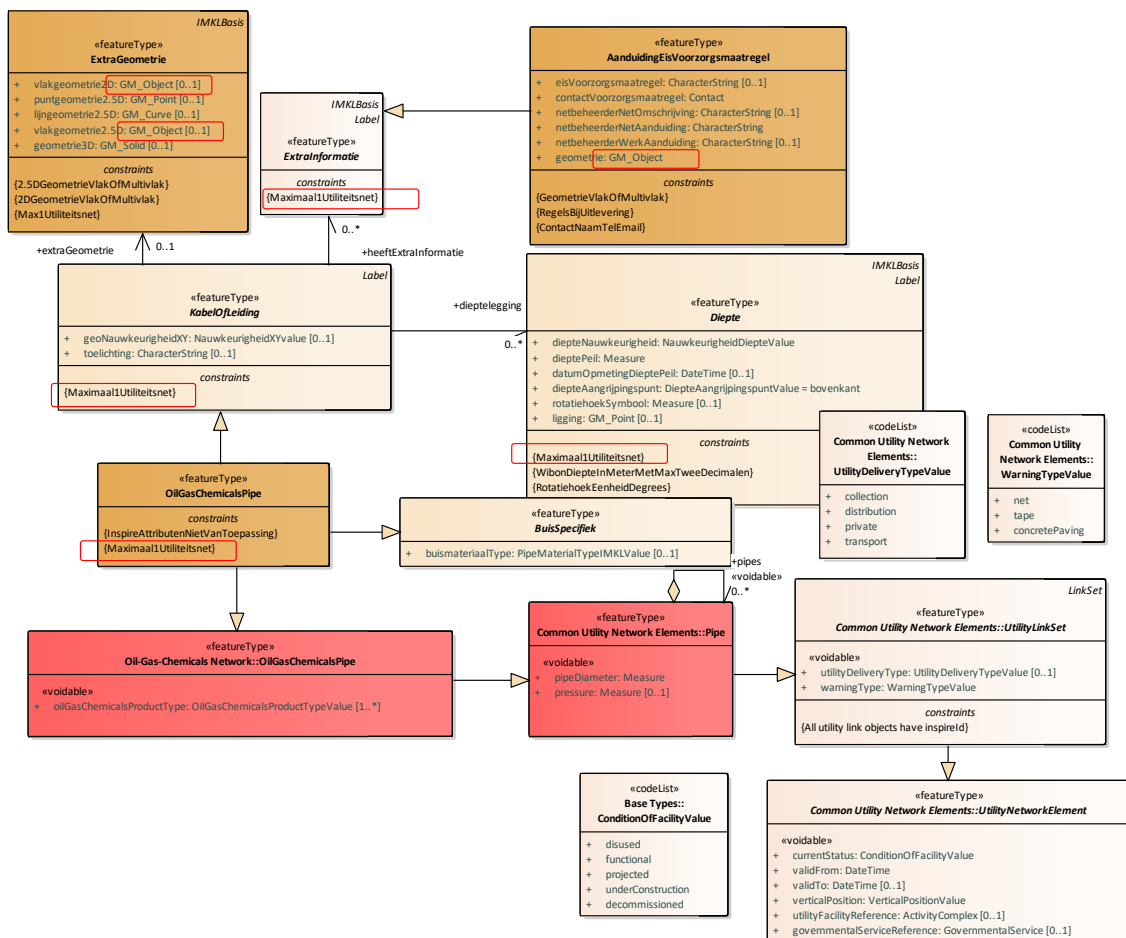 IMKLBasis
«featureType»
ExtraGeometrie
+ vlakgeometrie2D: GM_Object [0..1]
+ puntgeometrie2.5D: GM_Point [0..1]
+ lijngeometrie2.5D: GM_Curve [0..1]
+ vlakgeometrie2.5D: GM_Object [0..1]
+ geometrie3D: GM_Solid [0..1]
constraints
{2.5DGeometrieVlakOfMultivlak}
{2DGeometrieVlakOfMultivlak}
{Max1Utiliteitsnet}
IMKLBasis
Label
«featureType»
ExtraInformatie
constraints
{Maximaal1Utiliteitsnet}
«featureType»
AanduidingEisVoorzorgsmaatregel
+ eisVoorzorgsmaatregel: CharacterString [0..1]
+ contactVoorzorgsmaatregel: Contact
+ netbeheerderNetOmschrijving: CharacterString [0..1]
+ netbeheerderNetAanduiding: CharacterString
+ netbeheerderWerkAanduiding: CharacterString [0..1]
+ geometrie: GM_Object
constraints
{GeometrieVlakOfMultivlak}
{RegelsBijUitlevering}
{ContactNaamTelEmail}
+extraGeometrie
0..1
0..*
+heeftExtraInformatie
Label
«featureType»
KabelOfLeiding
+ geoNauwkeurigheidXY: NauwkeurigheidXYvalue [0..1]
+ toelichting: CharacterString [0..1]
constraints
{Maximaal1Utiliteitsnet}
+dieptelegging
0..*
IMKLBasis
Label
«featureType»
Diepte
+ diepteNauwkeurigheid: NauwkeurigheidDiepteValue
+ dieptePeil: Measure
+ datumOpmetingDieptePeil: DateTime [0..1]
+ diepteAangrijpingspunt: DiepteAangrijpingspuntValue = bovenkant
+ rotatiehoekSymbool: Measure [0..1]
+ ligging: GM_Point [0..1]
constraints
{Maximaal1Utiliteitsnet}
{WibonDiepteInMeterMetMaxTweeDecimalen}
{RotatiehoekEenheidDegrees}
«codeList»
Common Utility Network
Elements::
UtilityDeliveryTypeValue
+ collection
+ distribution
+ private
+ transport
«codeList»
Common Utility
Network Elements::
WarningTypeValue
+ net
+ tape
+ concretePaving
«featureType»
OilGasChemicalsPipe
constraints
{InspireAttributenNietVanToepassing}
{Maximaal1Utiliteitsnet}
«featureType»
BuisSpecifiek
+ buismateriaalType: PipeMaterialTypeIMKLValue [0..1]
+pipes
«voidable»
0..*
«featureType»
Oil-Gas-Chemicals Network::OilGasChemicalsPipe
«voidable»
+ oilGasChemicalsProductType: OilGasChemicalsProductTypeValue [1..*]
«featureType»
Common Utility Network Elements::Pipe
«voidable»
+ pipeDiameter: Measure
+ pressure: Measure [0..1]
LinkSet
«featureType»
Common Utility Network Elements::UtilityLinkSet
«voidable»
+ utilityDeliveryType: UtilityDeliveryTypeValue [0..1]
+ warningType: WarningTypeValue
constraints
{All utility link objects have inspireId}
«codeList»
Base Types::
ConditionOfFacilityValue
+ disused
+ functional
+ projected
+ underConstruction
+ decommissioned
«featureType»
Common Utility Network Elements::UtilityNetworkElement
«voidable»
+ currentStatus: ConditionOfFacilityValue
+ validFrom: DateTime
+ validTo: DateTime [0..1]
+ verticalPosition: VerticalPositionValue
+ utilityFacilityReference: ActivityComplex [0..1]
+ governmentalServiceReference: GovernmentalService [0..1]